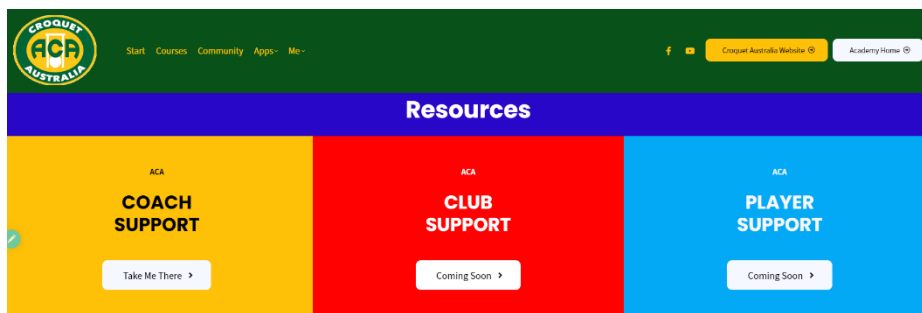 CROQUET
ACA
AUSTRALIA
Start Courses Community Apps Me
Croquet Australia Website
Academy Home
Resources
ACA
COACH
SUPPORT
Take Me There
ACA
CLUB
SUPPORT
Coming Soon
ACA
PLAYER
SUPPORT
Coming Soon